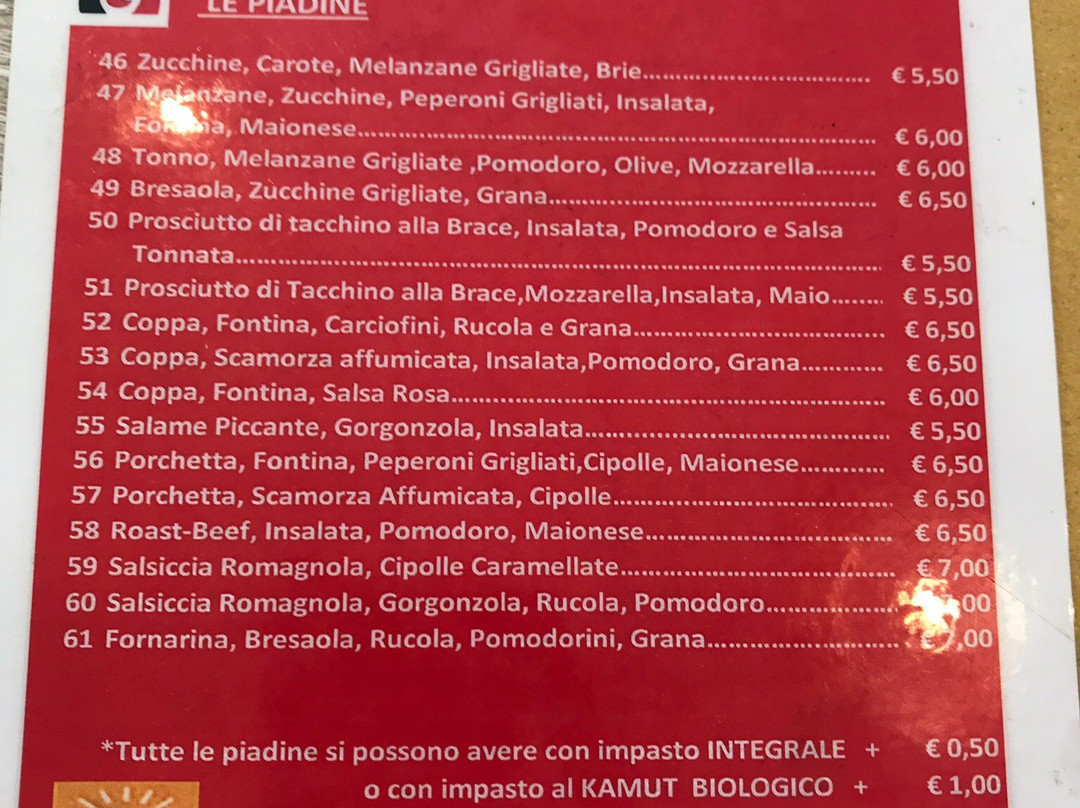 LE PIADINE
46 Zucchine, Carote, Melanzane Grigliate, Brie.......................... € 5,50
47 Melanzane, Zucchine, Peperoni Grigliati, Insalata,
Fontina, Maionese.......................................................... € 6,00
48 Tonno, Melanzane Grigliate ,Pomodoro, Olive, Mozzarella......... € 6,00
49 Bresaola, Zucchine Grigliate, Grana..................................... € 6,50
50 Prosciutto di tacchino alla Brace, Insalata, Pomodoro e Salsa
Tonnata......................................................................... € 5,50
51 Prosciutto di Tacchino alla Brace,Mozzarella,Insalata, Maio........ € 5,50
52 Coppa, Fontina, Carciofini, Rucola e Grana............................ € 6,50
53 Coppa, Scamorza affumicata, Insalata,Pomodoro, Grana............ € 6,50
54 Coppa, Fontina, Salsa Rosa................................................. € 6,00
55 Salame Piccante, Gorgonzola, Insalata................................... € 5,50
56 Porchetta, Fontina, Peperoni Grigliati,Cipolle, Maionese............ € 6,50
57 Porchetta, Scamorza Affumicata, Cipolle................................ € 6,50
58 Roast-Beef, Insalata, Pomodoro, Maionese............................ € 6,50
59 Salsiccia Romagnola, Cipolle Caramellate............................... € 7,00
60 Salsiccia Romagnola, Gorgonzola, Rucola, Pomodoro............... € ,00
61 Fornarina, Bresaola, Rucola, Pomodorini, Grana...................... € 7,00
*Tutte le piadine si possono avere con impasto INTEGRALE + € 0,50
o con impasto al KAMUT BIOLOGICO + € 1,00